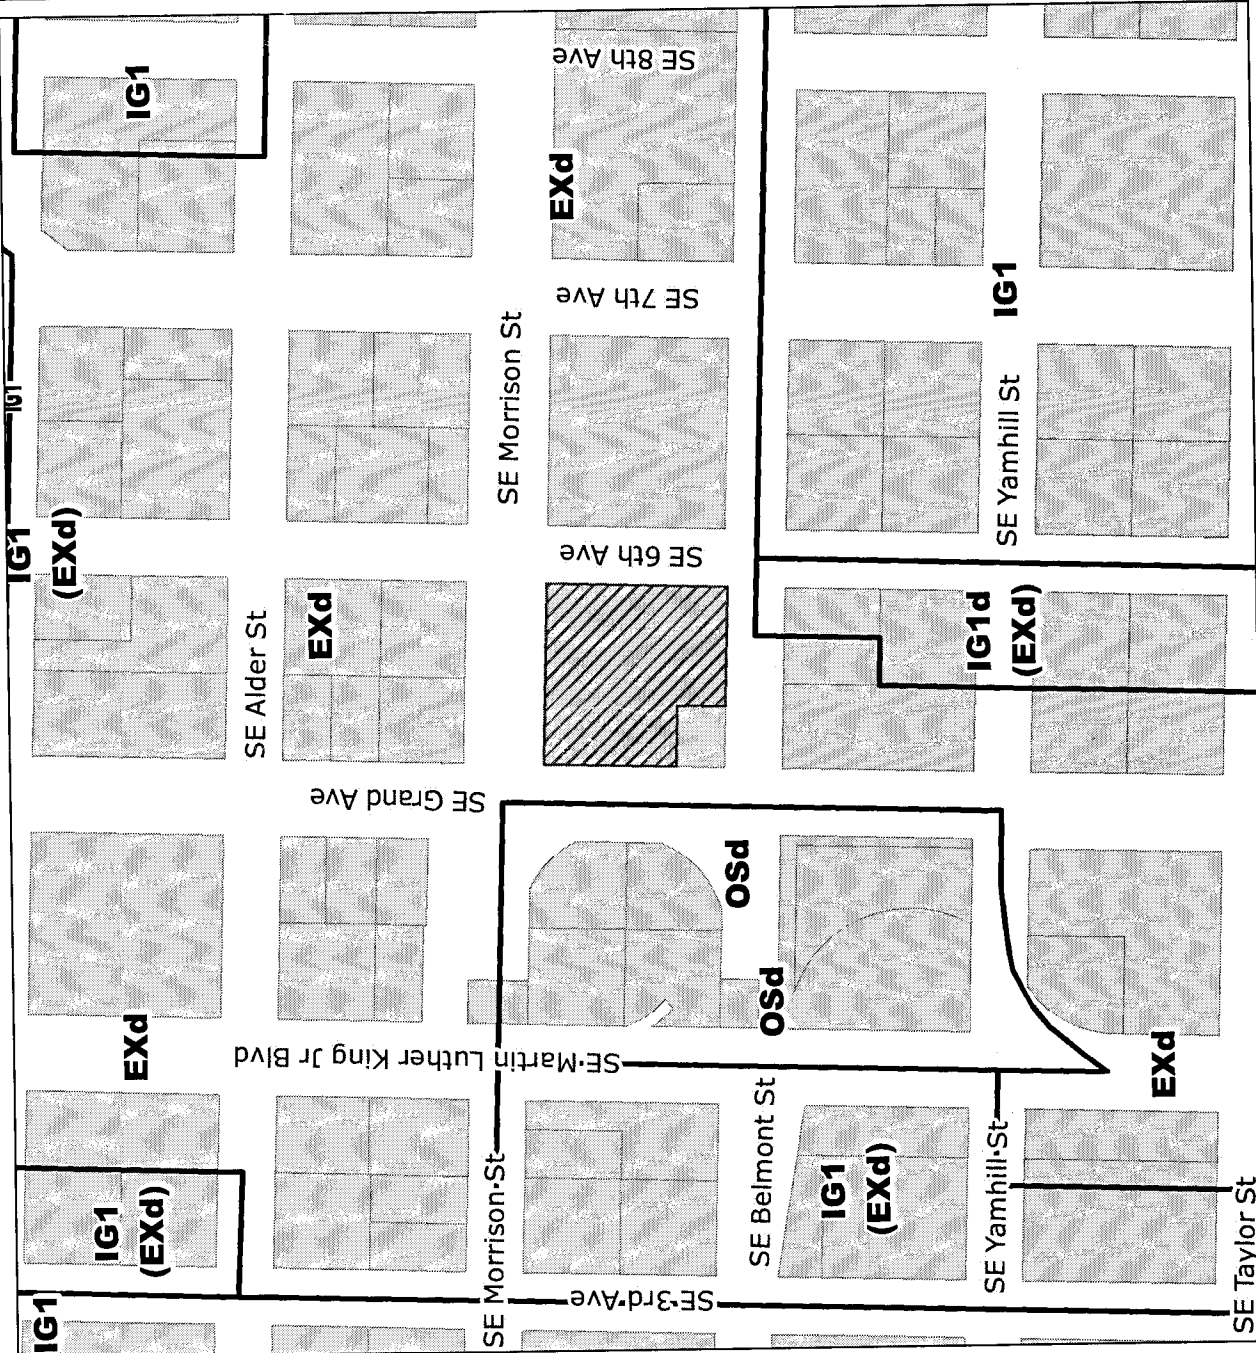 IG1
SE 8th Ave
EXd
SE 7th Ave
IG1
IG1
SE Morrison St
SE Yamhill St
IG1
(EXd)
SE 6th Ave
SE Alder St
EXd
IG1d
(EXd)
SE Grand Ave
OSd
OSd
EXd
SE Martin Luther King Jr Blvd
EXd
SE Belmont St
IG1
(EXd)
IG1
(EXd)
SE Morrison St
SE Yamhill St
SE Taylor St
SE 3rd Ave
IG1